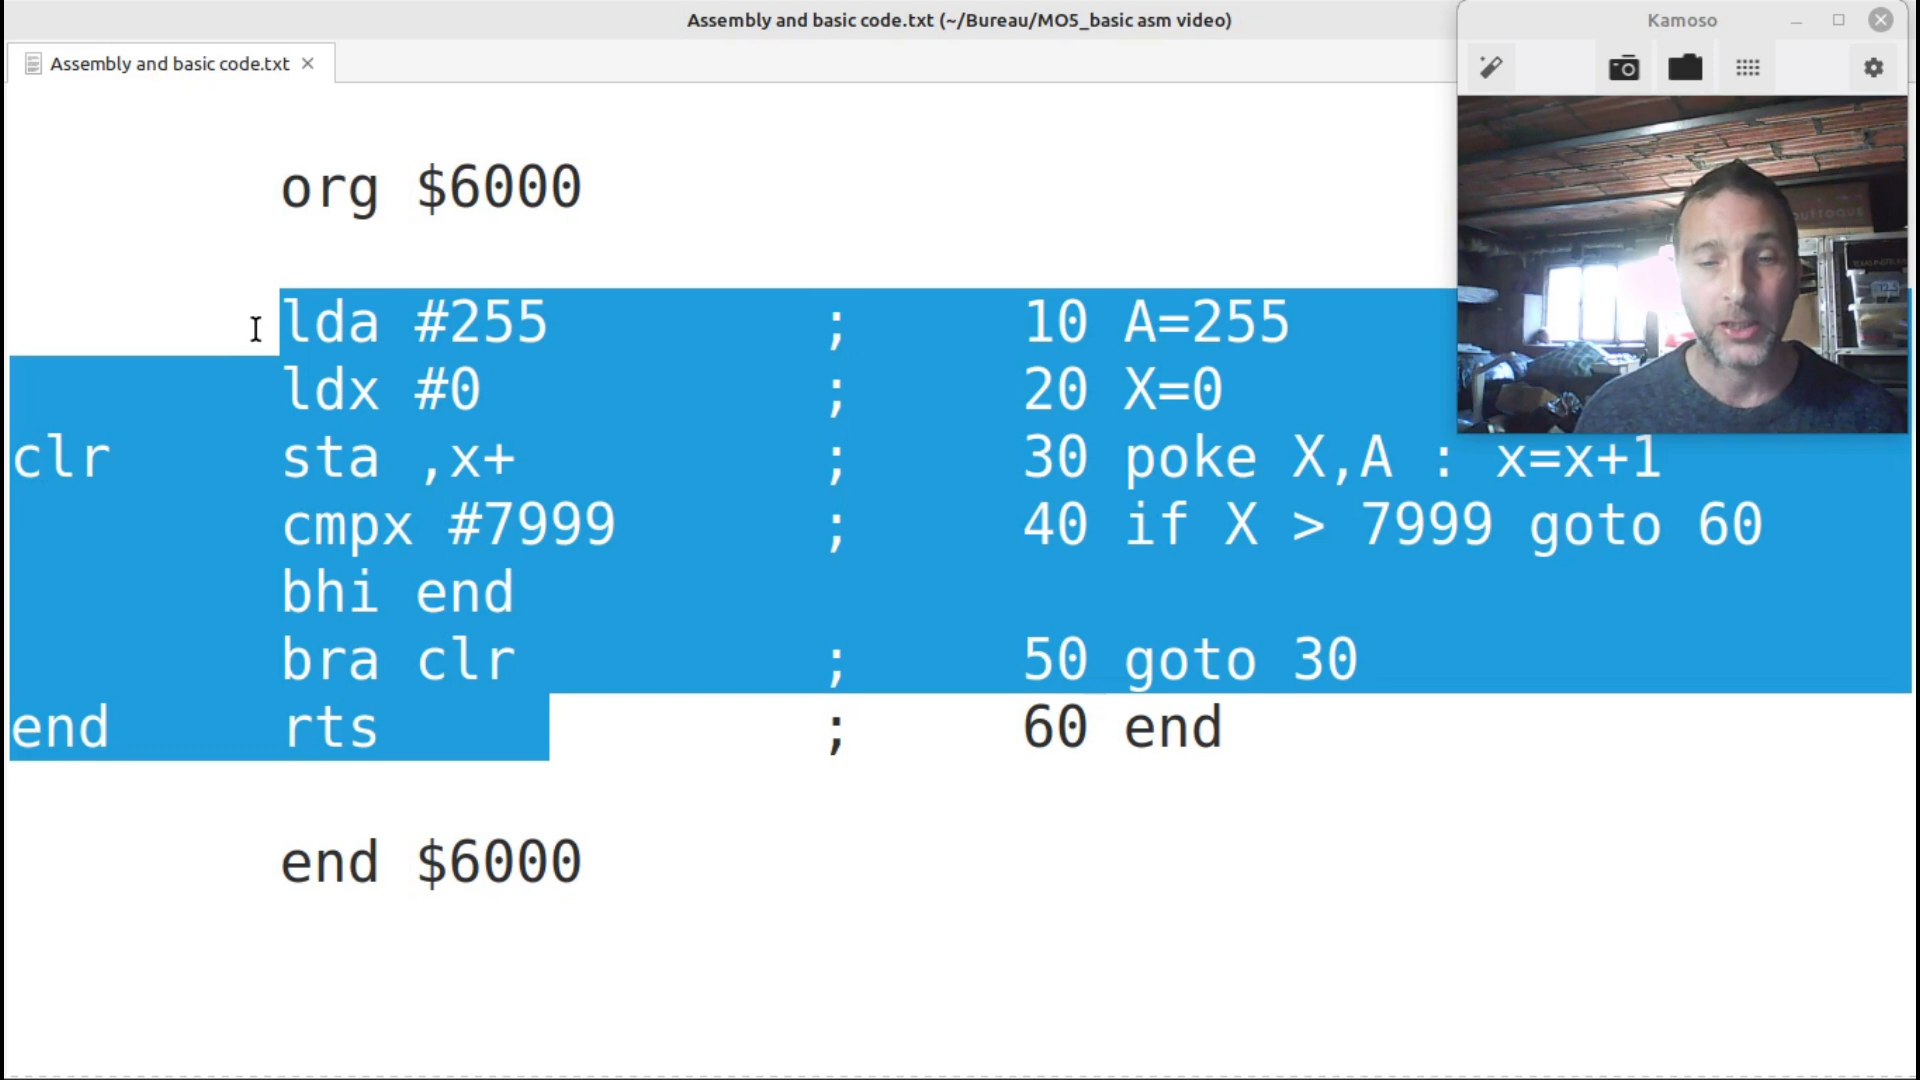 Assembly and basic code.txt (~/Bureau/MO5_basic asm video)
Kamoso
Assembly and basic code.txt
org $6000
lda #255 ; 10 A=255
ldx #0 ; 20 X=0
clr sta ,x+ ; 30 poke X,A : x=x+1
cmpx #7999 ; 40 if X > 7999 goto 60
bhi end
bra clr ; 50 goto 30
end rts ; 60 end
end $6000